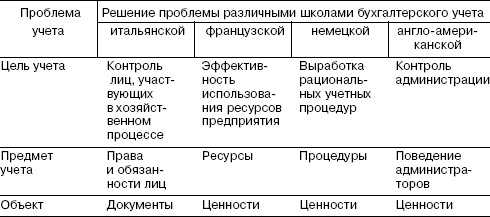 Проблема учета
Решение проблемы различными школами бухгалтерского учета
итальянской
французской
немецкой
англо-амери-
канской
Цель учета
Контроль
лиц, участ-
вующих
в хозяйст-
венном
процессе
Эффектив-
ность
использова-
ния ресурсов
предприятия
Выработка
рациональ-
ных учетных
процедур
Контроль
администрации
Предмет
учета
Права
и обязан-
ности лиц
Ресурсы
Процедуры
Поведение
администра-
торов
Объект
Документы
Ценности
Ценности
Ценности